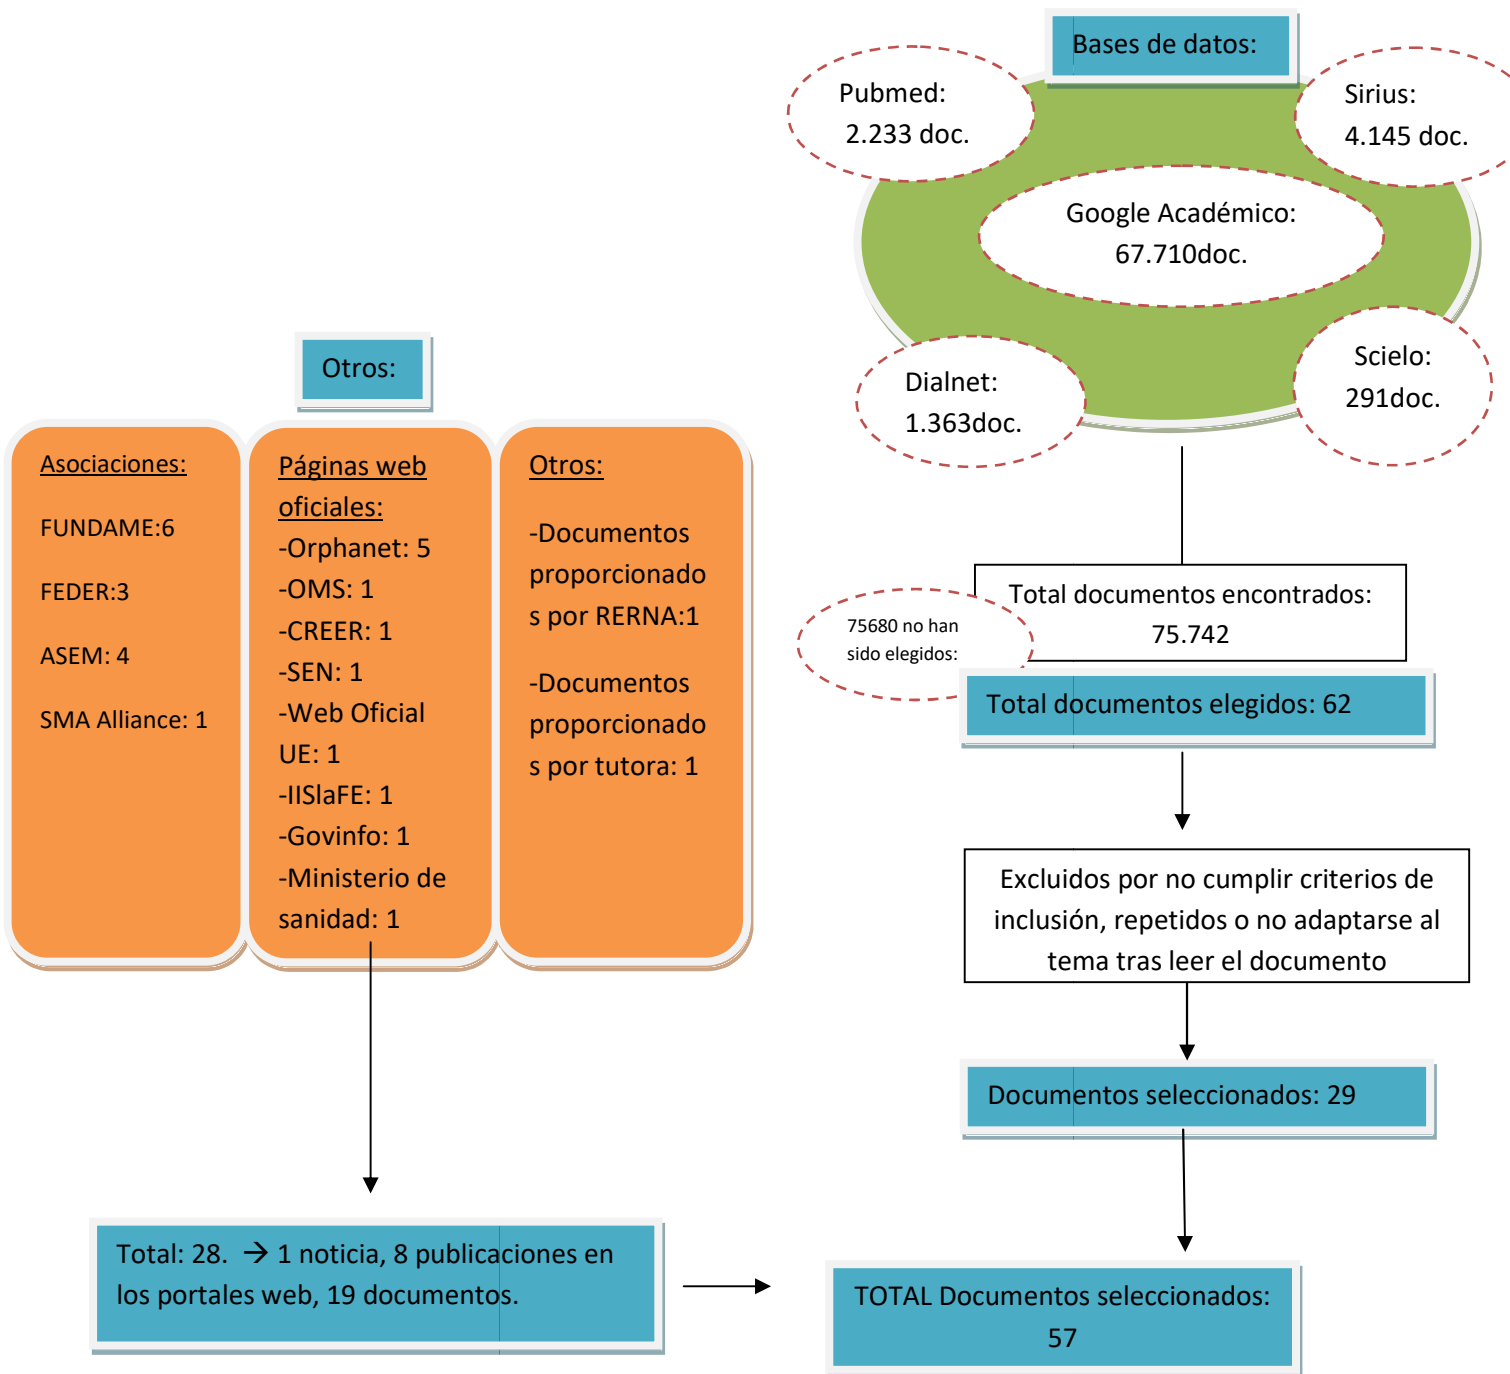 Bases de datos:
Pubmed:
2.233 doc.
Sirius:
4.145 doc.
Google Académico:
67.710doc.
Dialnet:
1.363doc.
Scielo:
291doc.
Otros:
Asociaciones:
FUNDAME:6
FEDER:3
ASEM: 4
SMA Alliance: 1
Páginas web
oficiales:
-Orphanet: 5
-OMS: 1
-CREER: 1
-SEN: 1
-Web Oficial
UE: 1
-IISlaFE: 1
-Govinfo: 1
-Ministerio de
sanidad: 1
Otros:
-Documentos
proporcionado
s por RERNA:1
-Documentos
proporcionado
s por tutora: 1
Total documentos encontrados:
75.742
75680 no han
sido elegidos:
Total documentos elegidos: 62
Excluidos por no cumplir criterios de
inclusión, repetidos o no adaptarse al
tema tras leer el documento
Documentos seleccionados: 29
Total: 28. → 1 noticia, 8 publicaciones en
los portales web, 19 documentos.
TOTAL Documentos seleccionados:
57